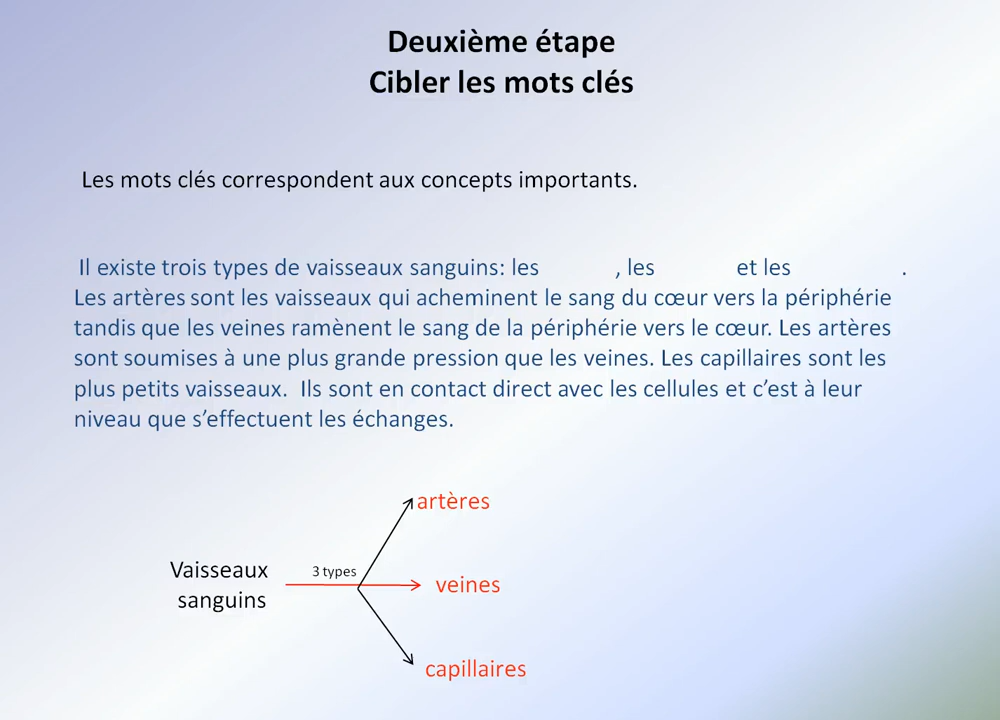 Deuxième étape
Cibler les mots clés
Les mots clés correspondent aux concepts importants.
Il existe trois types de vaisseaux sanguins: les , les et les .
Les artères sont les vaisseaux qui acheminent le sang du cœur vers la périphérie
tandis que les veines ramènent le sang de la périphérie vers le cœur. Les artères
sont soumises à une plus grande pression que les veines. Les capillaires sont les
plus petits vaisseaux. Ils sont en contact direct avec les cellules et c’est à leur
niveau que s’effectuent les échanges.
artères
Vaisseaux
sanguins
3 types
veines
capillaires